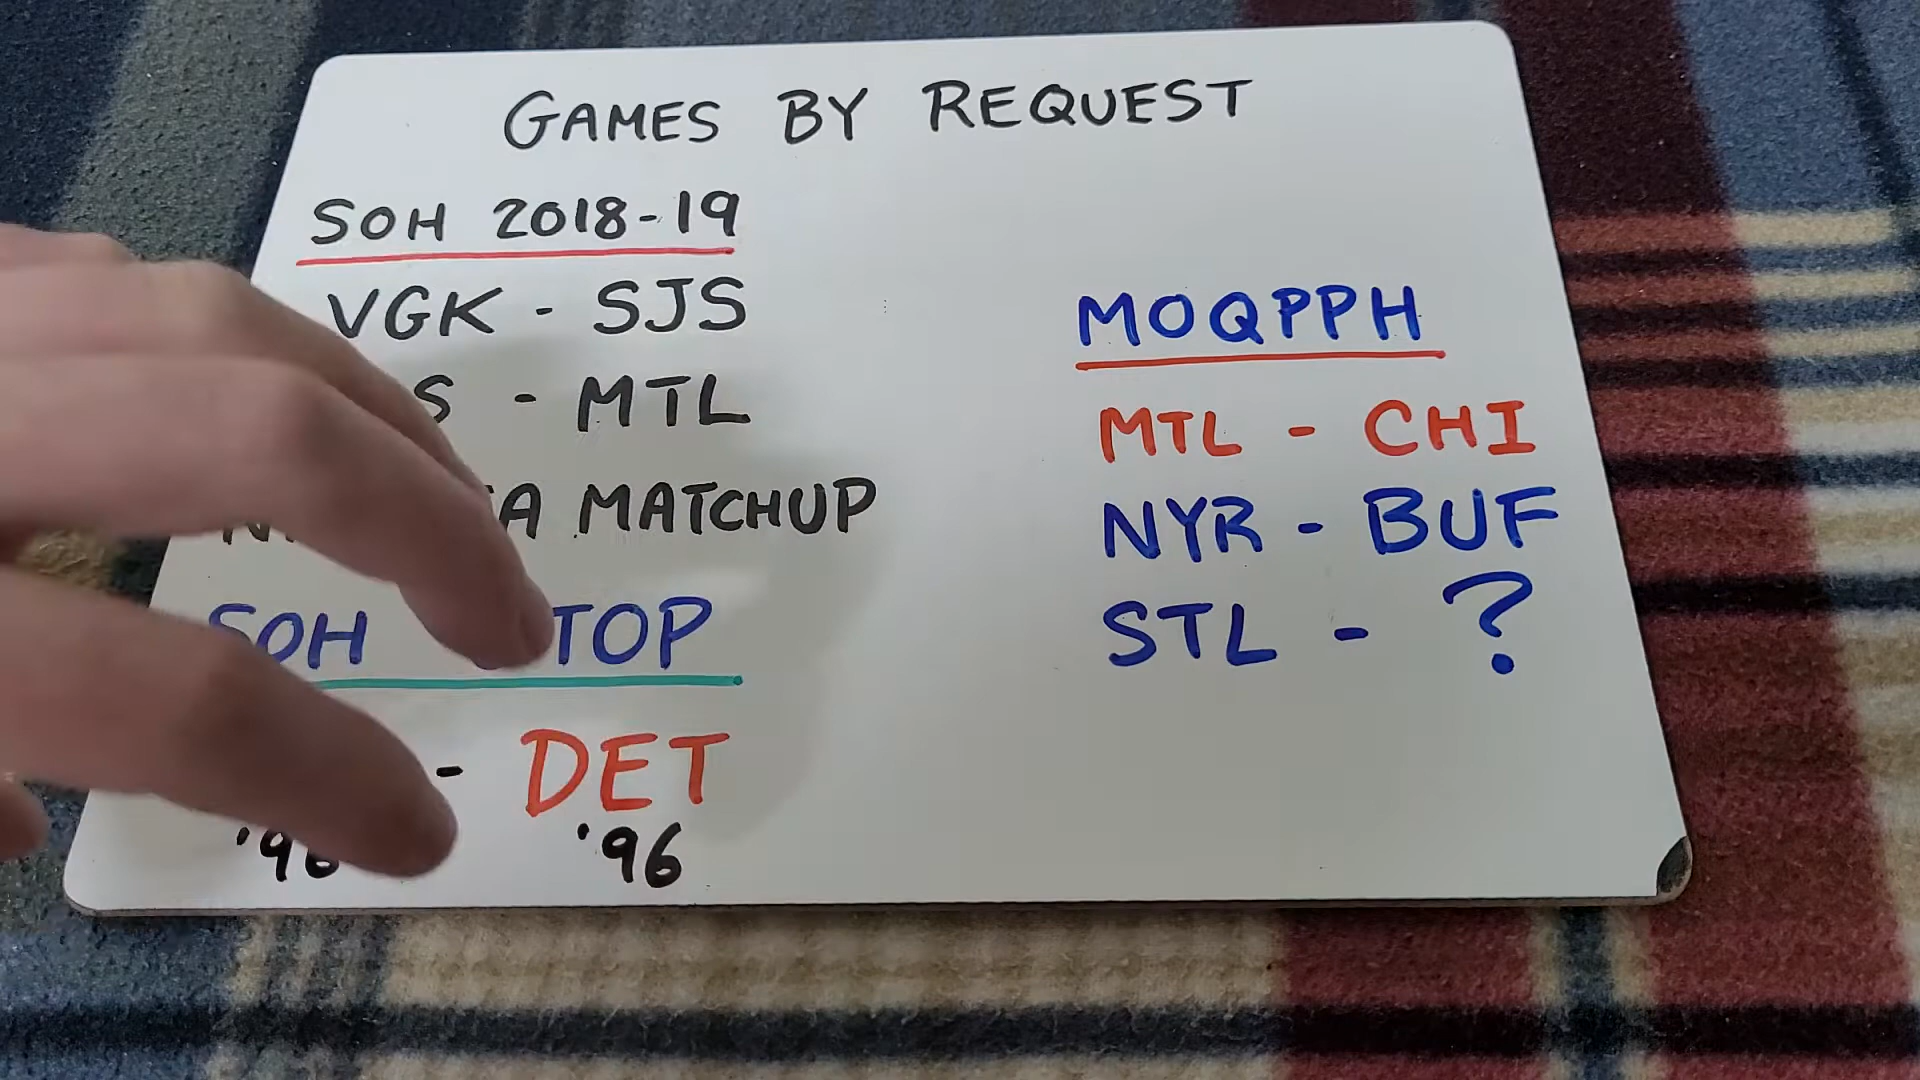 GAMES BY REQUEST
SOH 2018-19
VGK - SJS
S - MTL
A MATCHUP
SOH TOP
- DET
'96 '96
MOQPPH
MTL - CHI
NYR - BUF
STL - ?